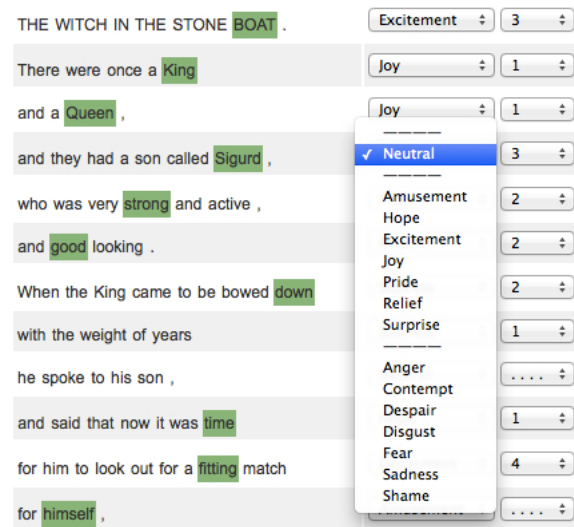 THE WITCH IN THE STONE BOAT . Excitement 3
There were once a King Joy 1
and a Queen , Joy 1
————
and they had a son called Sigurd , ✓ Neutral 3
————
Amusement
who was very strong and active , 2
Hope
Excitement
and good looking . 2
Joy
Pride
When the King came to be bowed down 2
Relief
Surprise
with the weight of years 1
————
Anger
he spoke to his son , ....
Contempt
Despair
and said that now it was time 1
Disgust
Fear
for him to look out for a fitting match 4
Sadness
Shame
for himself , ....